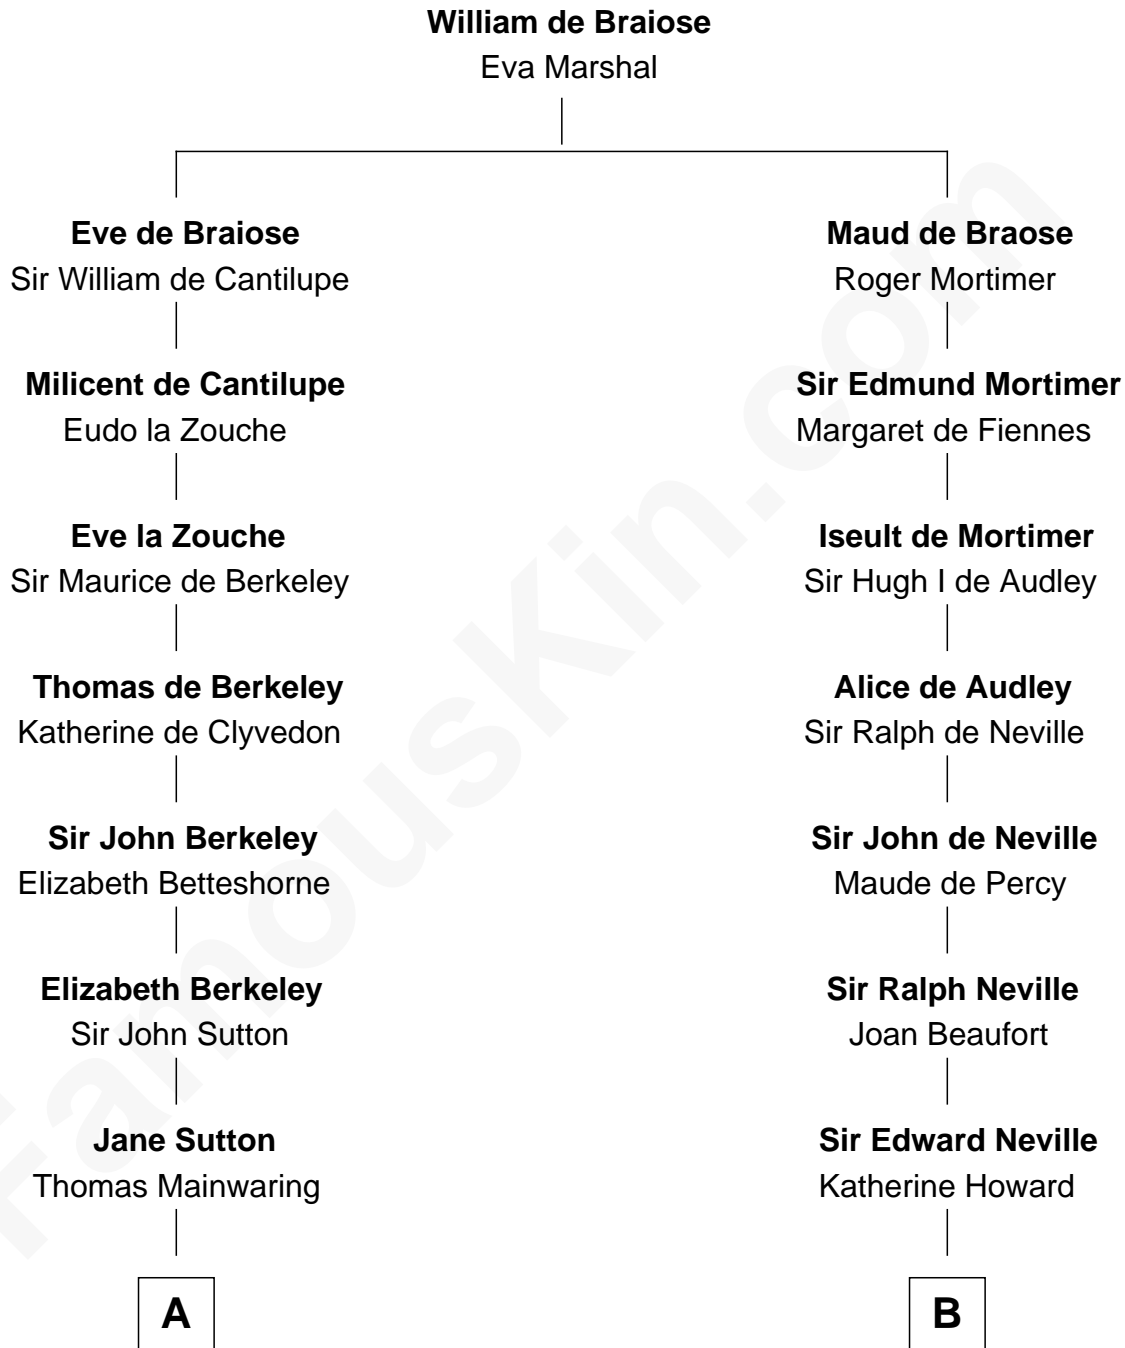 William de Braiose
Eva Marshal
Eve de Braiose
Sir William de Cantilupe
Maud de Braose
Roger Mortimer
Milicent de Cantilupe
Eudo la Zouche
Sir Edmund Mortimer
Margaret de Fiennes
Eve la Zouche
Sir Maurice de Berkeley
Iseult de Mortimer
Sir Hugh I de Audley
Thomas de Berkeley
Katherine de Clyvedon
Alice de Audley
Sir Ralph de Neville
Sir John Berkeley
Elizabeth Betteshorne
Sir John de Neville
Maude de Percy
Elizabeth Berkeley
Sir John Sutton
Sir Ralph Neville
Joan Beaufort
Jane Sutton
Thomas Mainwaring
Sir Edward Neville
Katherine Howard
A
B
FamousKin.com